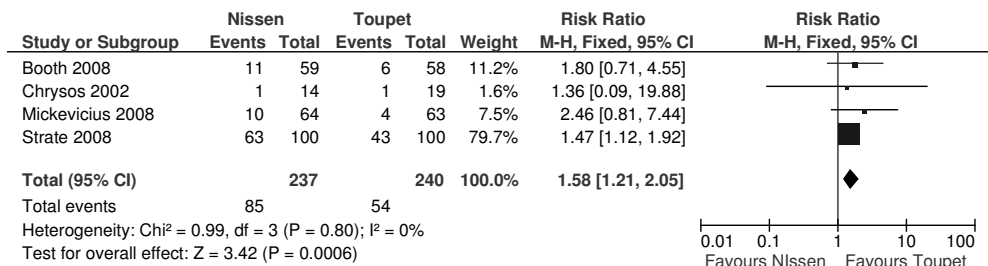 Nissen Toupet Risk Ratio Risk Ratio
Study or Subgroup Events Total Events Total Weight M-H, Fixed, 95% CI M-H, Fixed, 95% CI
Booth 2008 11 59 6 58 11.2% 1.80 [0.71, 4.55]
Chrysos 2002 1 14 1 19 1.6% 1.36 [0.09, 19.88]
Mickevicius 2008 10 64 4 63 7.5% 2.46 [0.81, 7.44]
Strate 2008 63 100 43 100 79.7% 1.47 [1.12, 1.92]
Total (95% CI) 237 240 100.0% 1.58 [1.21, 2.05]
Total events 85 54
Heterogeneity: Chi² = 0.99, df = 3 (P = 0.80); I² = 0%
Test for overall effect: Z = 3.42 (P = 0.0006)
0.01 0.1 1 10 100
Favours NIssen Favours Toupet